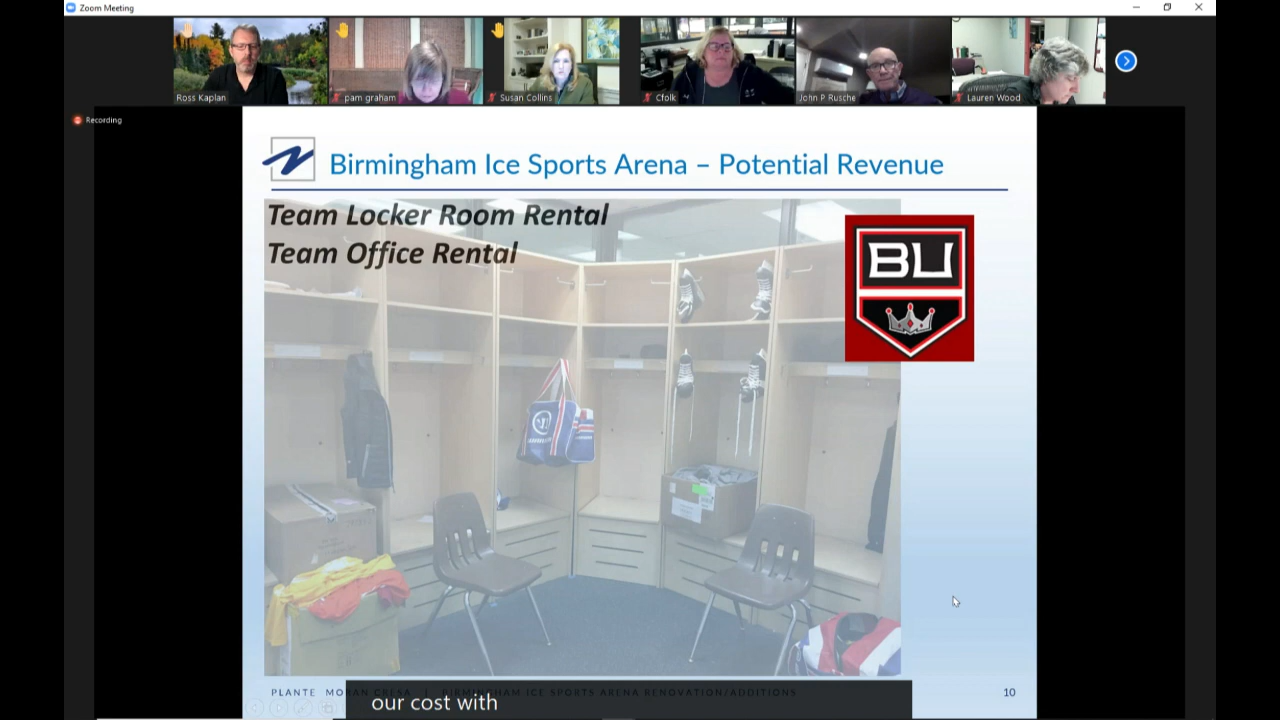 Zoom Meeting
Ross Kaplan
pam graham
Susan Collins
Cfolk
John P Rusche
Lauren Wood
Recording
Birmingham Ice Sports Arena – Potential Revenue
Team Locker Room Rental
Team Office Rental
BU
PLANTE MORAN CRESA | BIRMINGHAM ICE SPORTS ARENA RENOVATION/ADDITIONS
10
our cost with